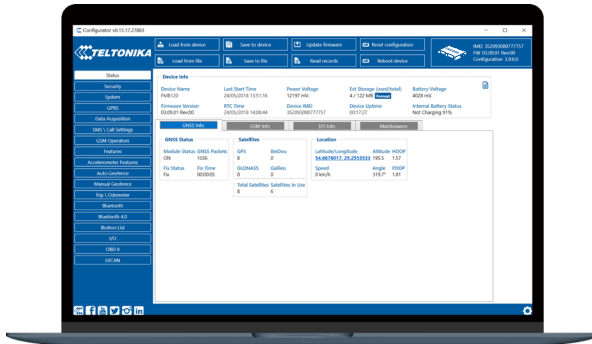 Configurator v0.13.17.27883
TELTONIKA
Load from device
Save to device
Update firmware
Reset configuration
Load from file
Save to file
Read records
Reboot device
IMEI 352093080777757
FW 03.09.01 Rev:00
Configuration 3.9.0.0
Status
Security
System
GPRS
Data Acquisition
SMS \ Call Settings
GSM Operators
Features
Accelerometer Features
Auto Geofence
Manual Geofence
Trip \ Odometer
Bluetooth
Bluetooth 4.0
iButton List
I/O
OBD II
LVCAN
Device Info
Device Name Last Start Time Power Voltage Ext Storage (used/total) Battery Voltage
FMB120 24/05/2018 13:51:16 12197 mV. 4 / 122 MB Format 4028 mV.
Firmware Version RTC Time Device IMEI Device Uptime Internal Battery Status
03.09.01 Rev:00 24/05/2018 14:08:44 352093080777757 00:17:27 Not Charging 91%
GNSS Info GSM Info I/O Info Maintenance
GNSS Status
Module Status GNSS Packets
ON 1036
Fix Status Fix Time
Fix 00:00:05
Satellites
GPS BeiDou
8 0
GLONASS Galileo
0 0
Total Satellites Satellites in Use
8 6
Location
Latitude/Longitude Altitude HDOP
54.6676017, 25.2553533 195.5 1.57
Speed Angle PDOP
0 km/h 319.7° 1.81